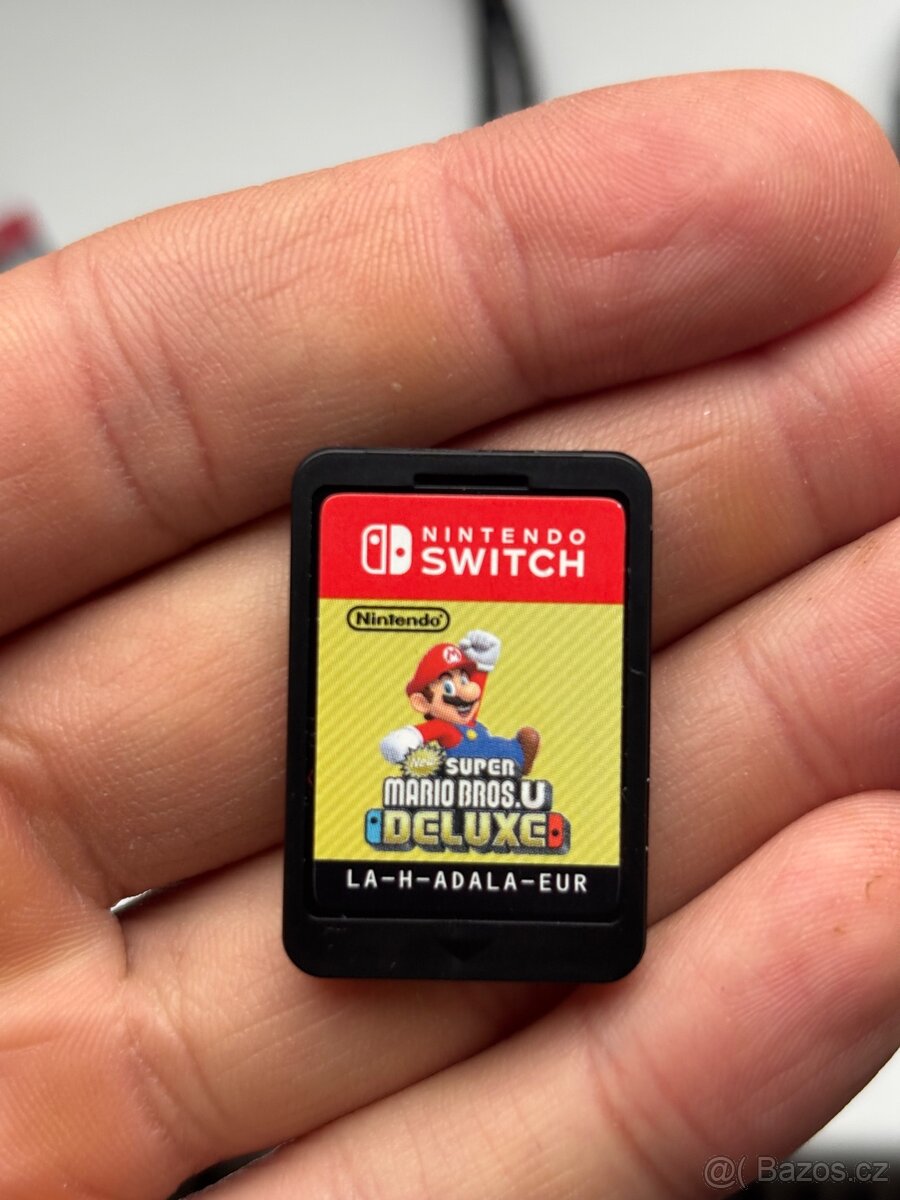 NINTENDO
SWITCH
Nintendo
New SUPER
MARIO BROS. U
DELUXE
LA-H-ADALA-EUR
@( Bazos.cz